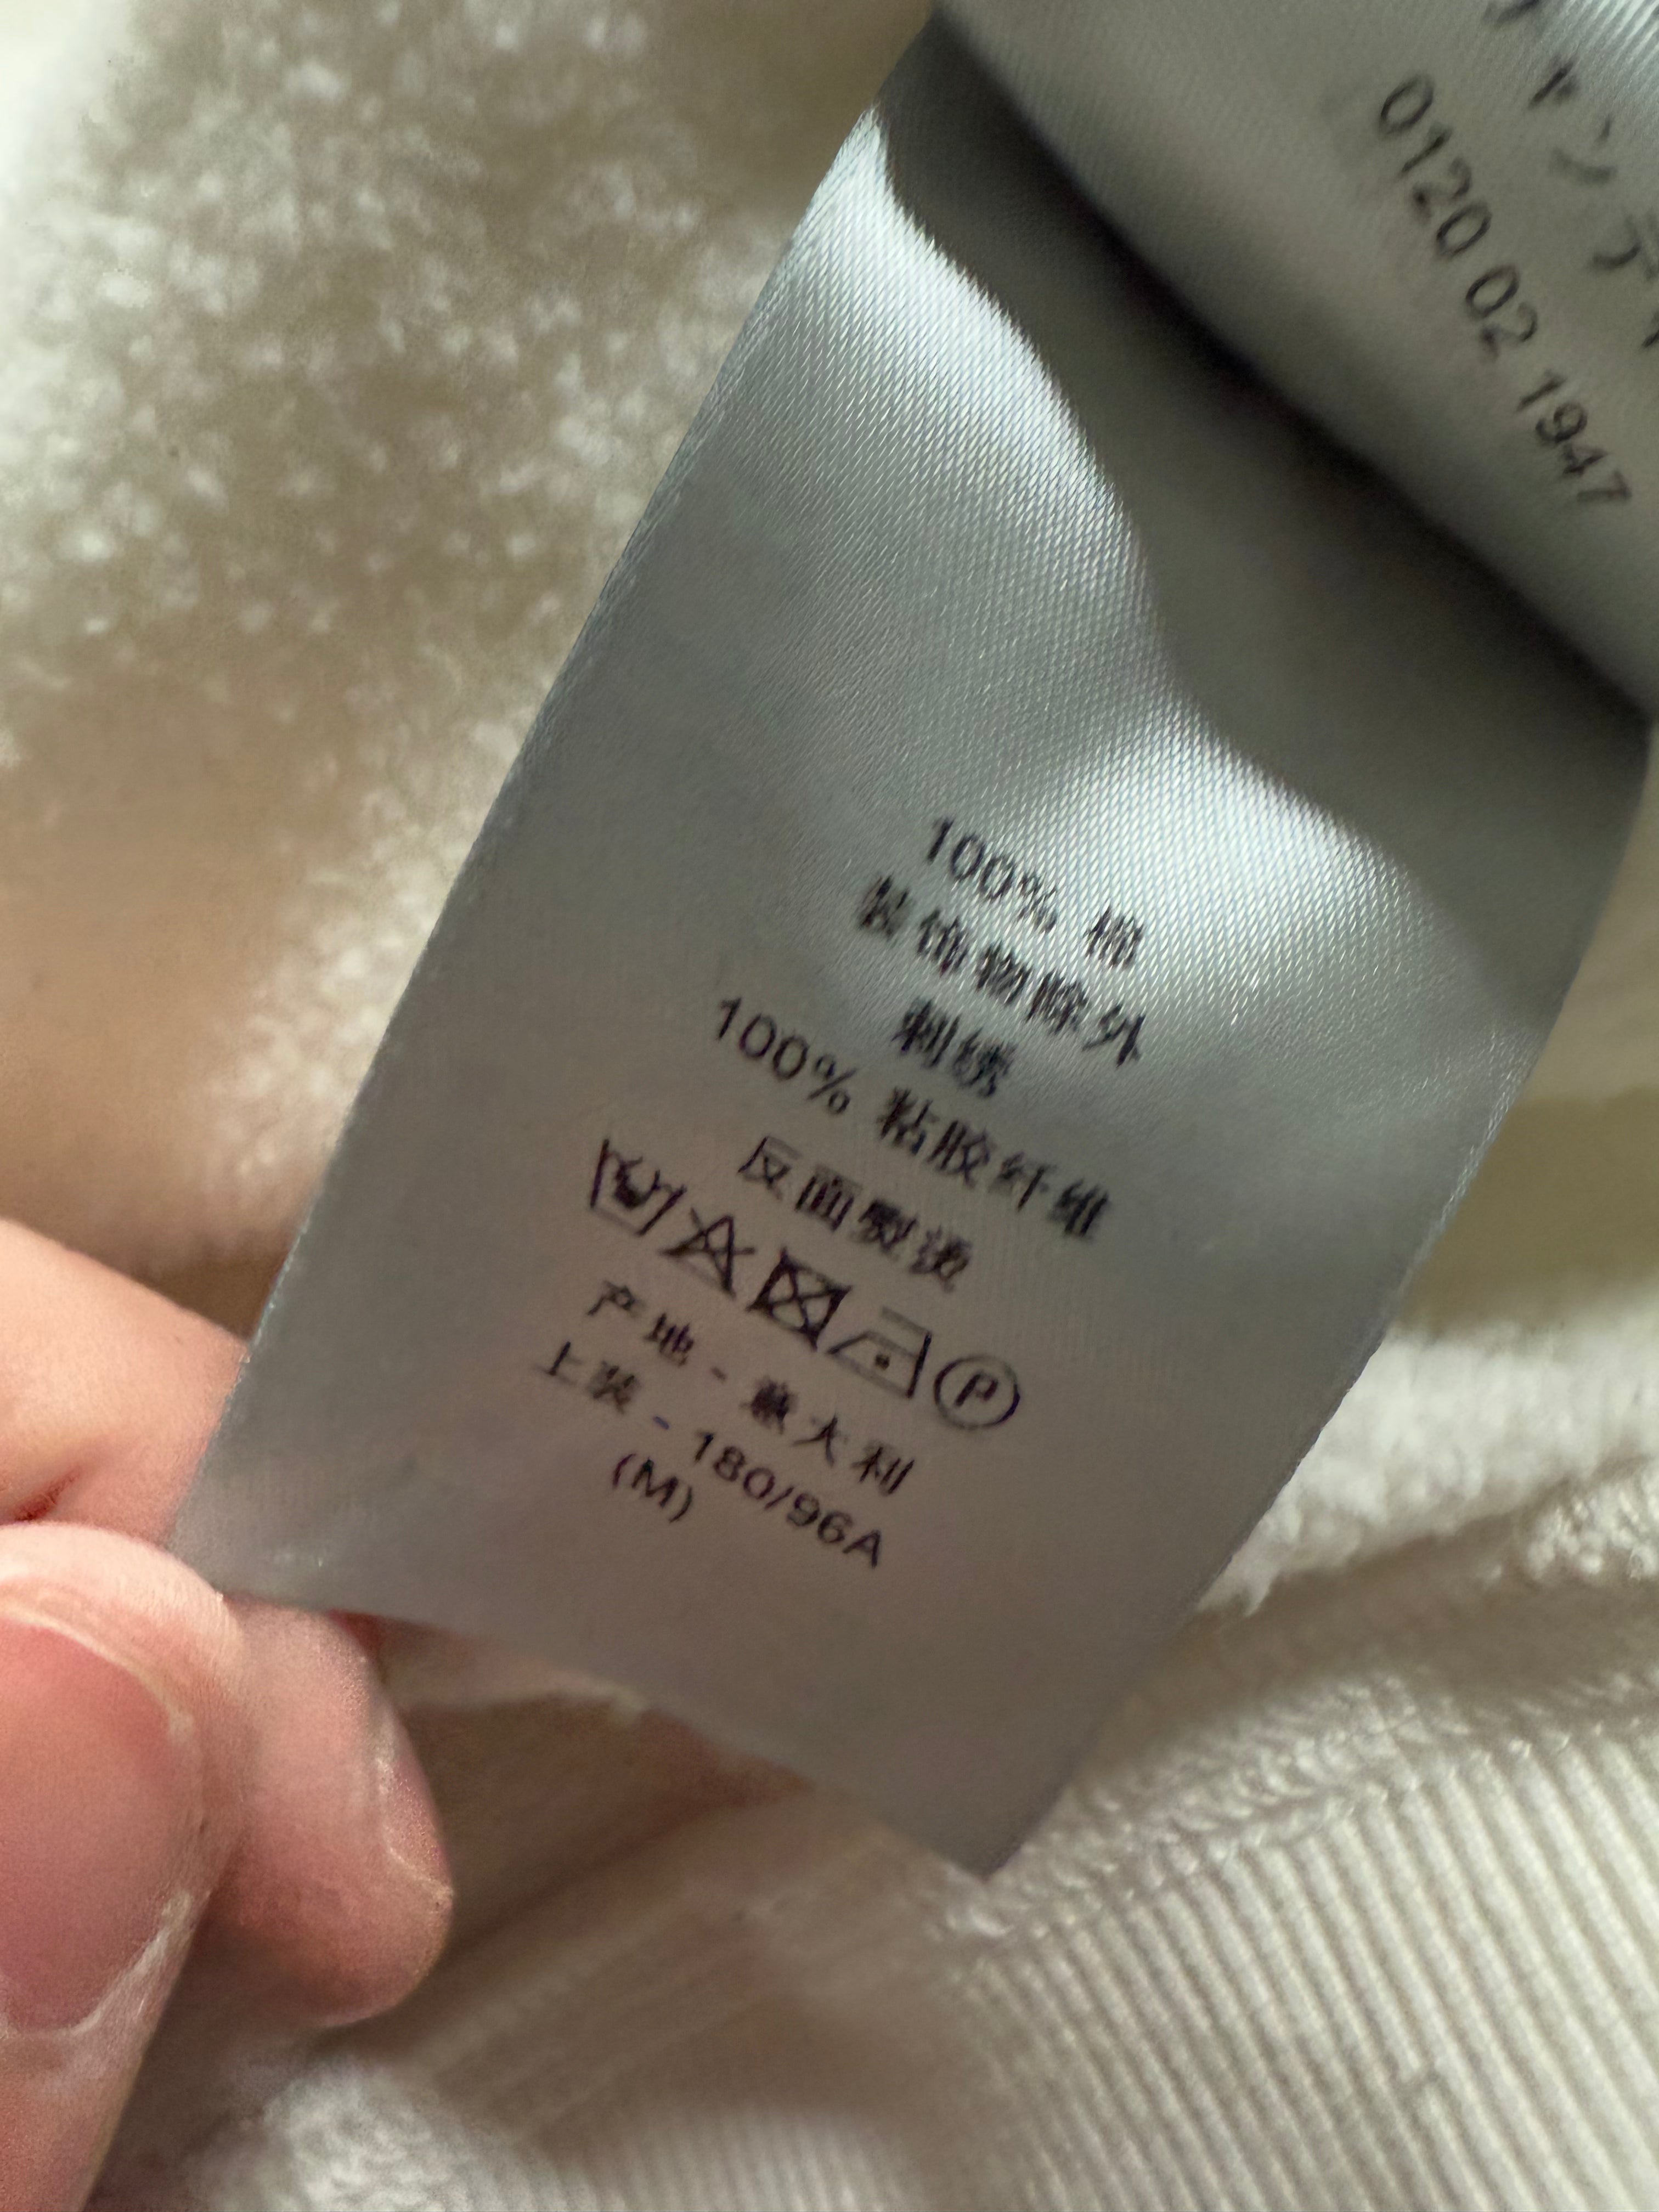 0120 02 1947
100% 棉
装饰物除外
刺绣
100% 粘胶纤维
反面熨烫
P
产地 - 意大利
上装 - 180/96A
(M)